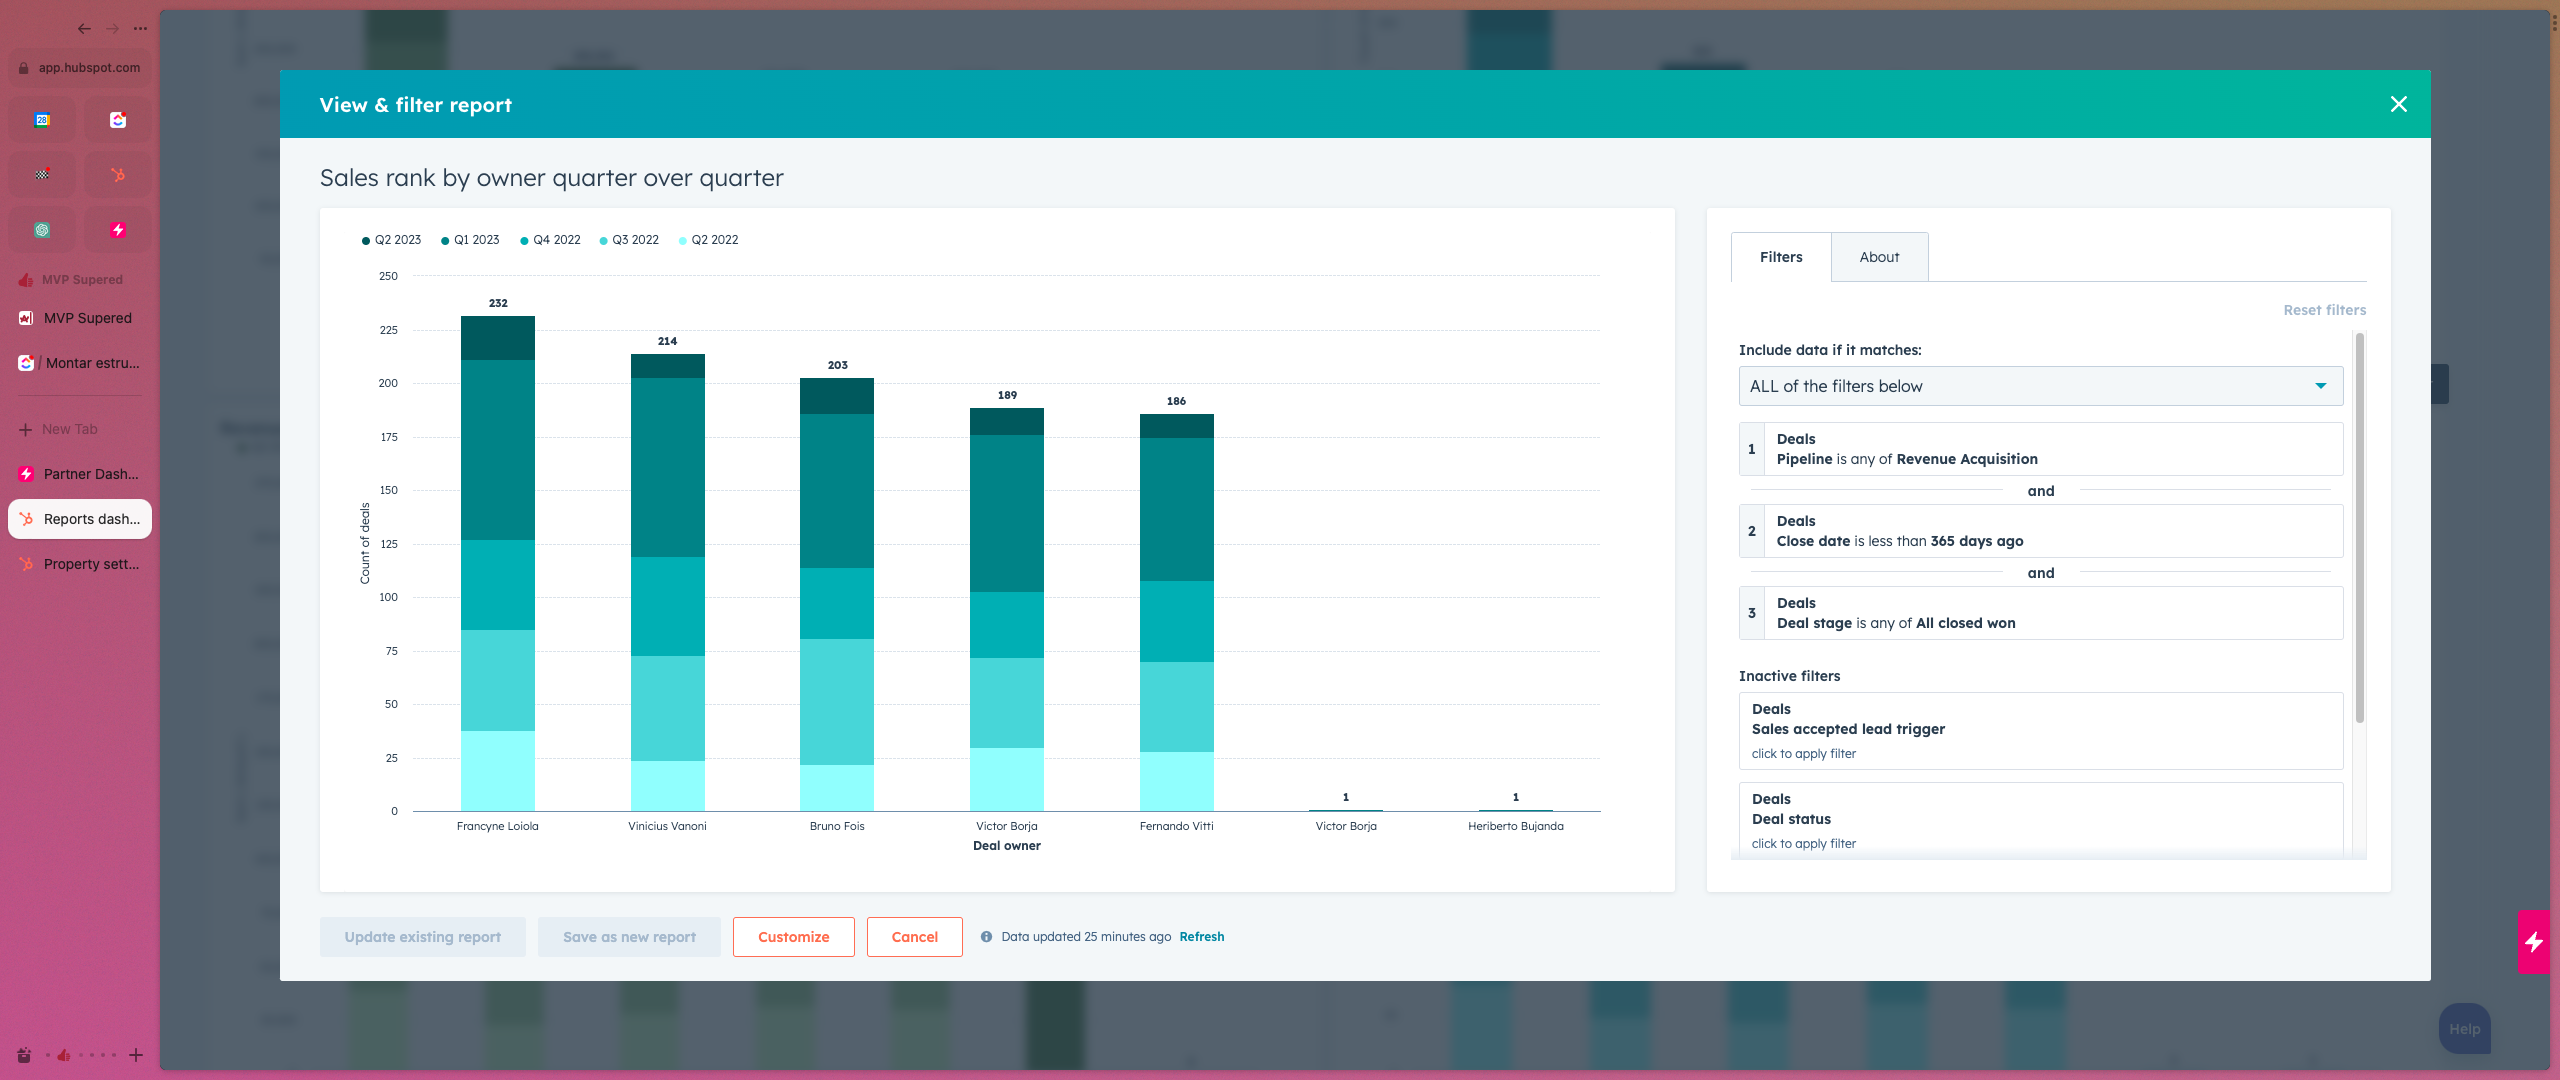 app.hubspot.com
28
MVP Supered
MVP Supered
/ Montar estru...
New Tab
Partner Dash...
Reports dash...
Property sett...
View & filter report
Sales rank by owner quarter over quarter
Q2 2023 Q1 2023 Q4 2022 Q3 2022 Q2 2022
250
225
200
175
150
125
100
75
50
25
0
Count of deals
232
214
203
189
186
1
1
Francyne Loiola Vinicius Vanoni Bruno Fois Victor Borja Fernando Vitti Victor Borja Heriberto Bujanda
Deal owner
Filters About
Reset filters
Include data if it matches:
ALL of the filters below
1
Deals
Pipeline is any of Revenue Acquisition
and
2
Deals
Close date is less than 365 days ago
and
3
Deals
Deal stage is any of All closed won
Inactive filters
Deals
Sales accepted lead trigger
click to apply filter
Deals
Deal status
click to apply filter
Update existing report Save as new report Customize Cancel Data updated 25 minutes ago Refresh
Help